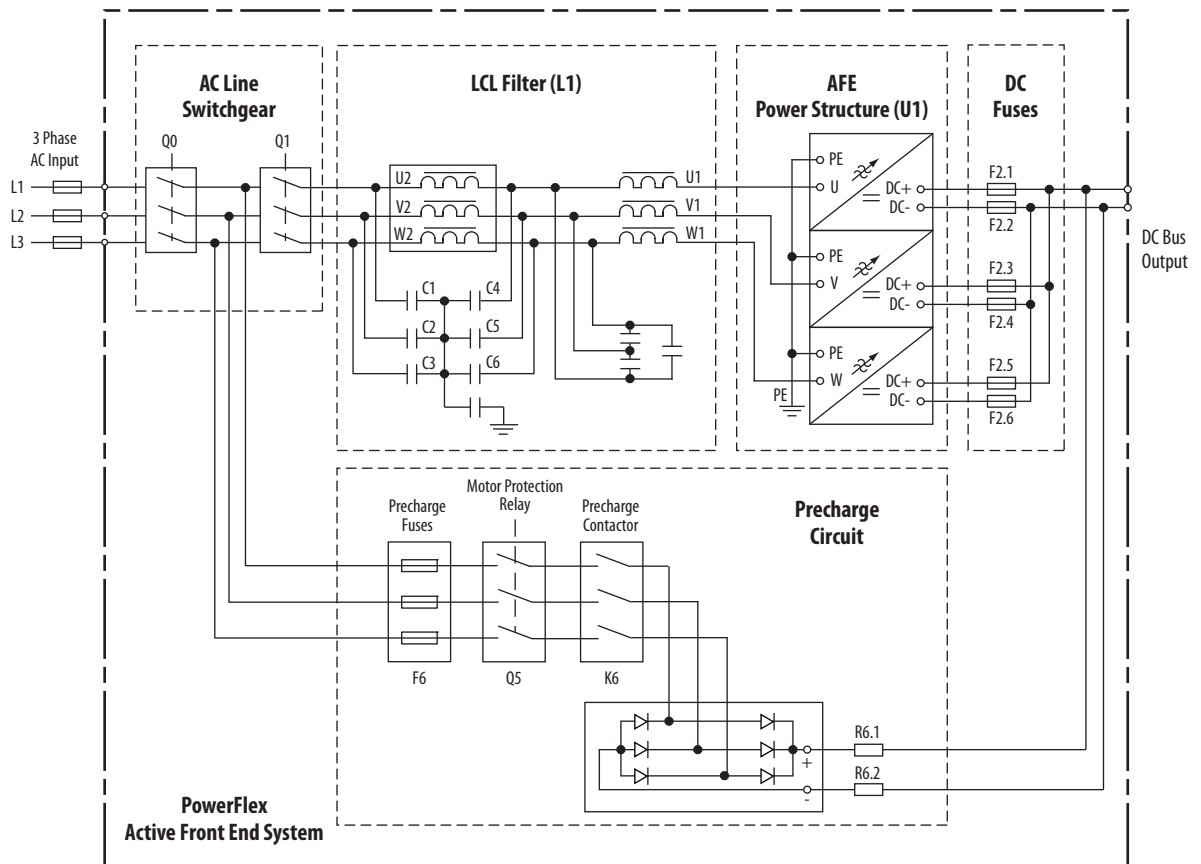 AC Line
Switchgear
LCL Filter (L1)
AFE
Power Structure (U1)
DC
Fuses
3 Phase
AC Input
Q0
Q1
L1
L2
L3
U2
V2
W2
U1
V1
W1
C1
C4
C2
C5
C3
C6
PE
U
DC+
DC-
PE
V
DC+
DC-
PE
W
DC+
DC-
PE
F2.1
F2.2
F2.3
F2.4
F2.5
F2.6
DC Bus
Output
Precharge
Fuses
Motor Protection
Relay
Precharge
Contactor
Precharge
Circuit
F6
Q5
K6
R6.1
+
R6.2
-
PowerFlex
Active Front End System